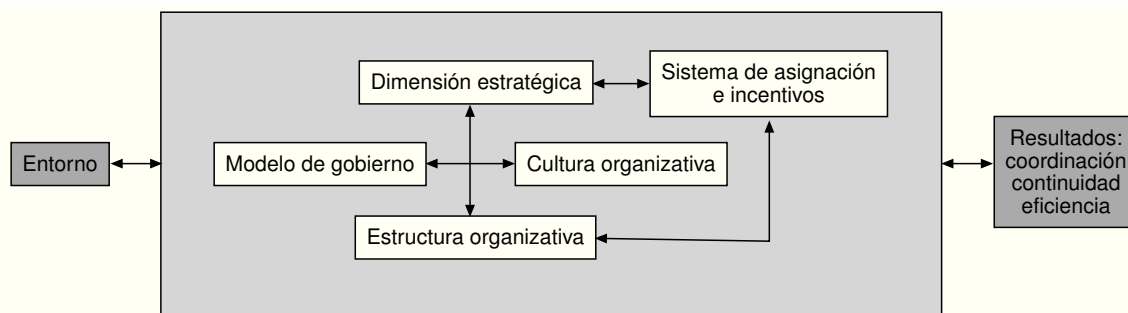 Dimensión estratégica
Sistema de asignación
e incentivos
Entorno
Modelo de gobierno
Cultura organizativa
Estructura organizativa
Resultados:
coordinación
continuidad
eficiencia